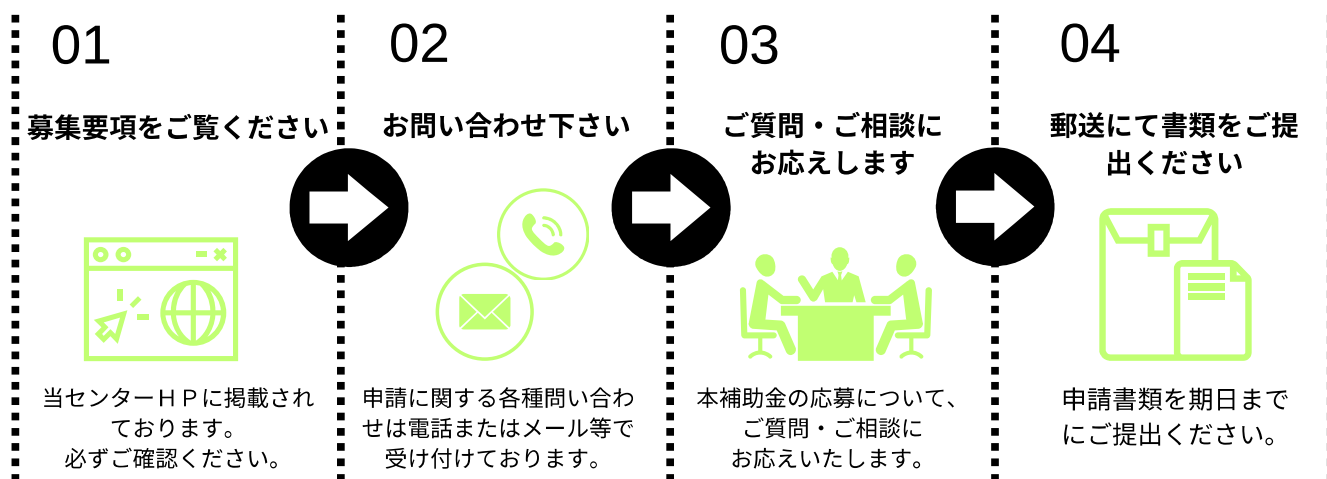 01
募集要項をご覧ください
当センターＨＰに掲載され
ております。
必ずご確認ください。
02
お問い合わせ下さい
申請に関する各種問い合わ
せは電話またはメール等で
受け付けております。
03
ご質問・ご相談に
お応えします
本補助金の応募について、
ご質問・ご相談に
お応えいたします。
04
郵送にて書類をご提
出ください
申請書類を期日まで
にご提出ください。